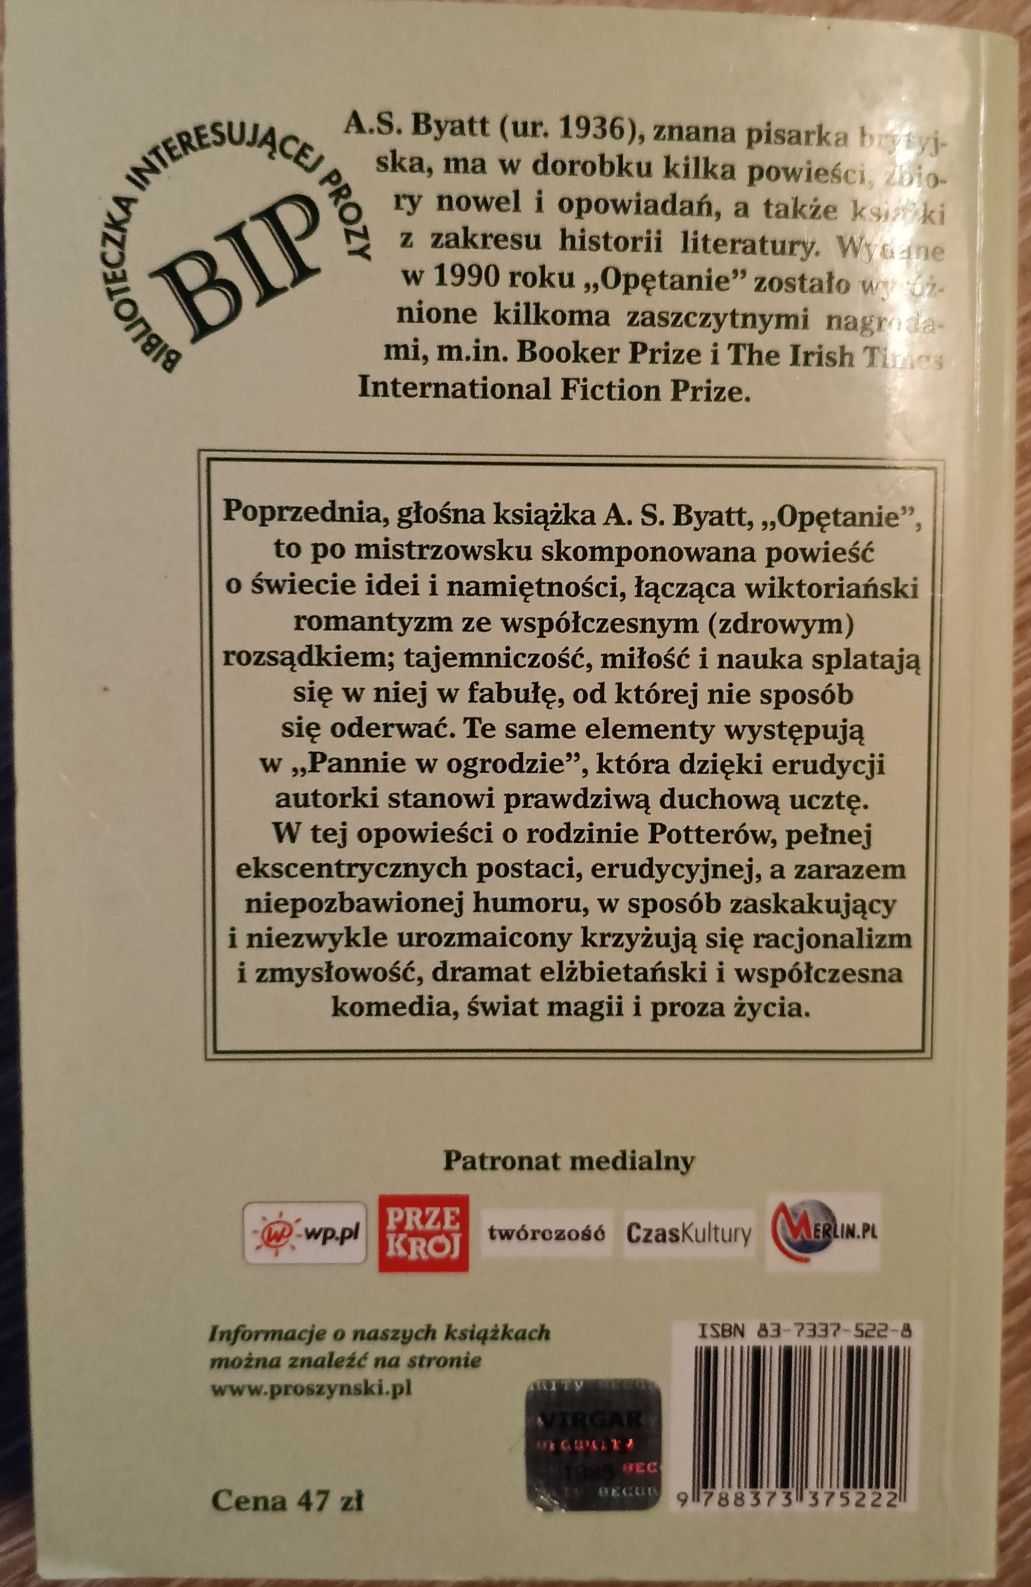 BIBLIOTECZKA INTERESUJĄCEJ PROZY
BIP
A.S. Byatt (ur. 1936), znana pisarka brytyj-
ska, ma w dorobku kilka powieści, zbio-
ry nowel i opowiadań, a także książki
z zakresu historii literatury. Wydane
w 1990 roku „Opętanie” zostało wyróż-
nione kilkoma zaszczytnymi nagroda-
mi, m.in. Booker Prize i The Irish Times
International Fiction Prize.
Poprzednia, głośna książka A. S. Byatt, „Opętanie”,
to po mistrzowsku skomponowana powieść
o świecie idei i namiętności, łącząca wiktoriański
romantyzm ze współczesnym (zdrowym)
rozsądkiem; tajemniczość, miłość i nauka splatają
się w niej w fabułę, od której nie sposób
się oderwać. Te same elementy występują
w „Pannie w ogrodzie”, która dzięki erudycji
autorki stanowi prawdziwą duchową ucztę.
W tej opowieści o rodzinie Potterów, pełnej
ekscentrycznych postaci, erudycyjnej, a zarazem
niepozbawionej humoru, w sposób zaskakujący
i niezwykle urozmaicony krzyżują się racjonalizm
i zmysłowość, dramat elżbietański i współczesna
komedia, świat magii i proza życia.
Patronat medialny
wp.pl
PRZE
KRÓJ
twórczość
CzasKultury
MERLIN.PL
Informacje o naszych książkach
można znaleźć na stronie
www.proszynski.pl
Cena 47 zł
VIRGAR
ISBN 83-7337-522-8
9 788373 375222